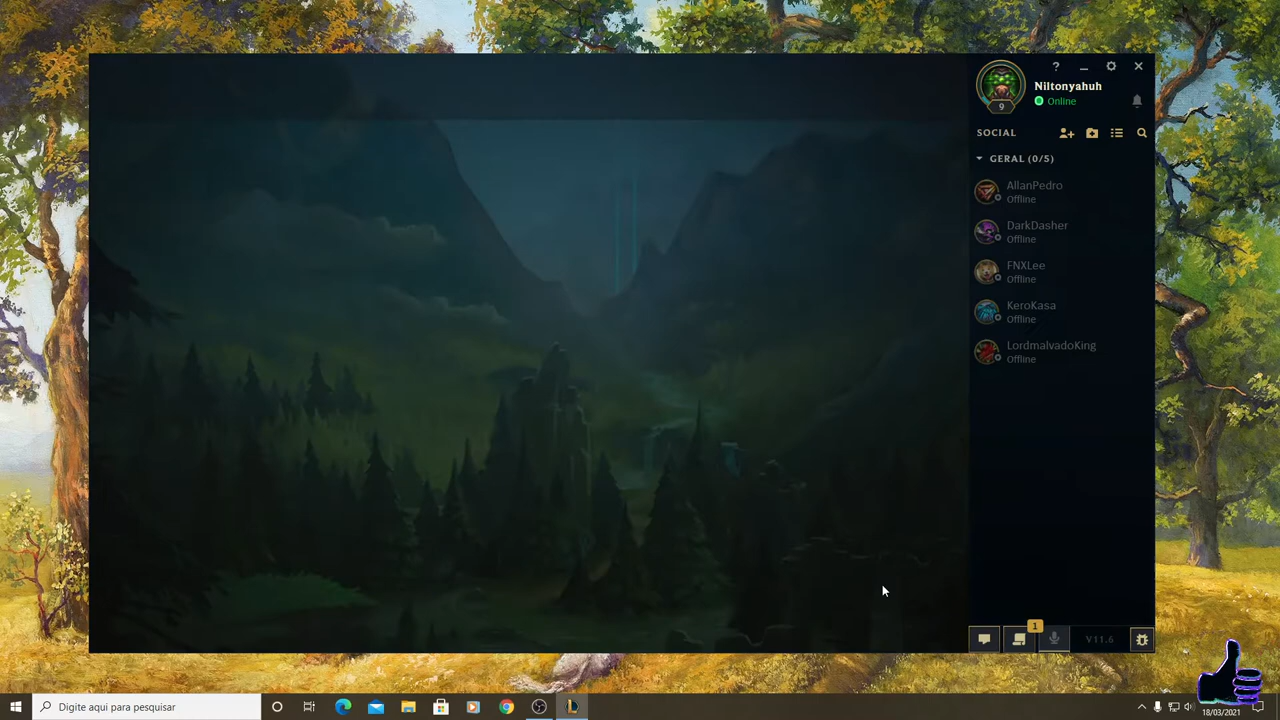 ?
Niltonyahuh
9
Online
SOCIAL
GERAL (0/5)
AllanPedro
Offline
DarkDasher
Offline
FNXLee
Offline
KeroKasa
Offline
LordmalvadoKing
Offline
1
V11.6
Digite aqui para pesquisar
18/03/2021